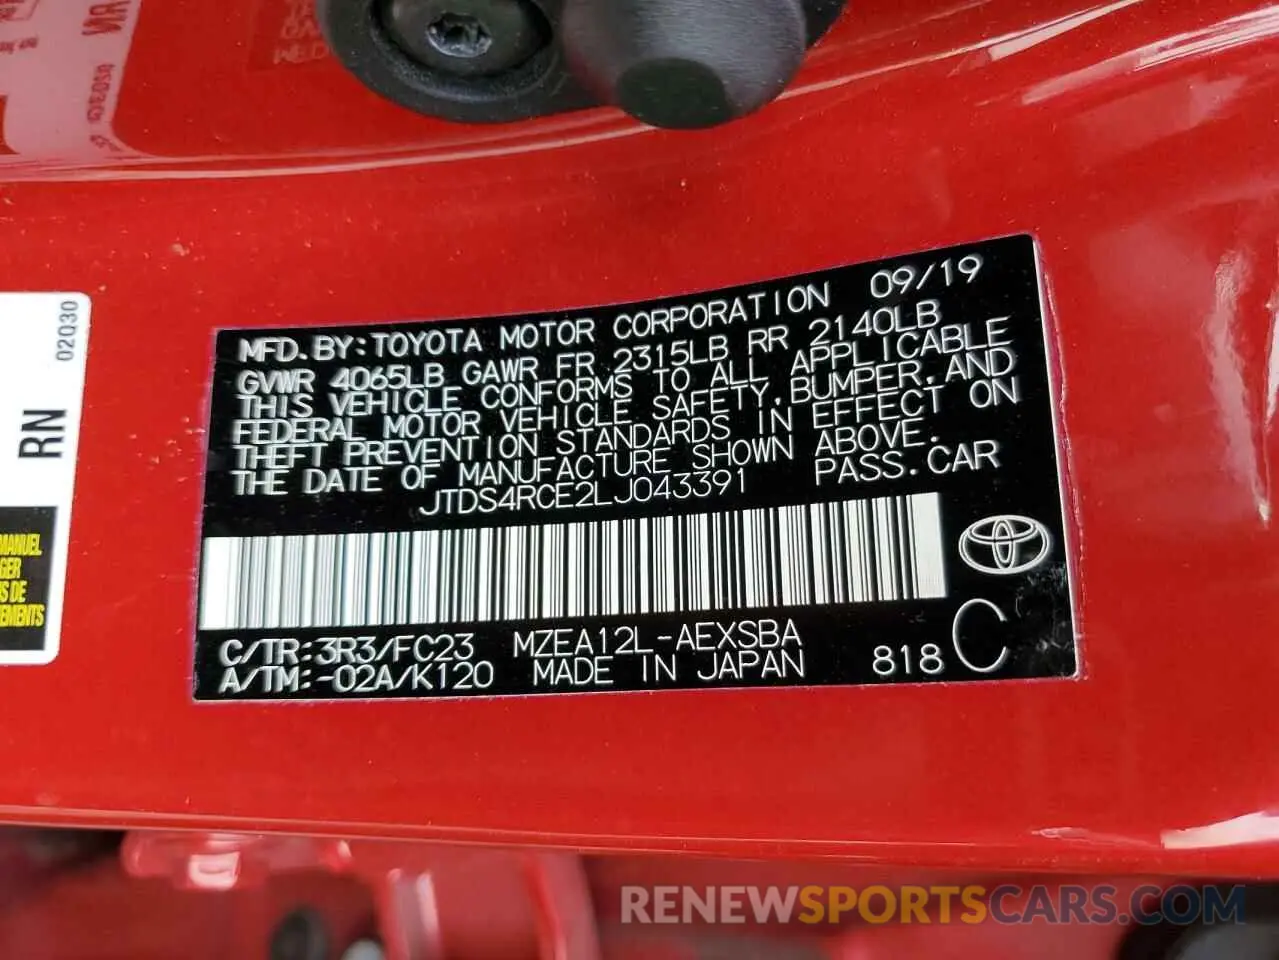 MFD.BY:TOYOTA MOTOR CORPORATION 09/19
GVWR 4065LB GAWR FR 2315LB RR 2140LB
THIS VEHICLE CONFORMS TO ALL APPLICABLE
FEDERAL MOTOR VEHICLE SAFETY,BUMPER,AND
THEFT PREVENTION STANDARDS IN EFFECT ON
THE DATE OF MANUFACTURE SHOWN ABOVE.
JTDS4RCE2LJ043391 PASS.CAR
C/TR:3R3/FC23 MZEA12L-AEXSBA
A/TM:-02A/K120 MADE IN JAPAN 818 C
02Q30
RN
MANUEL
RENEWSPORTSCARS.COM